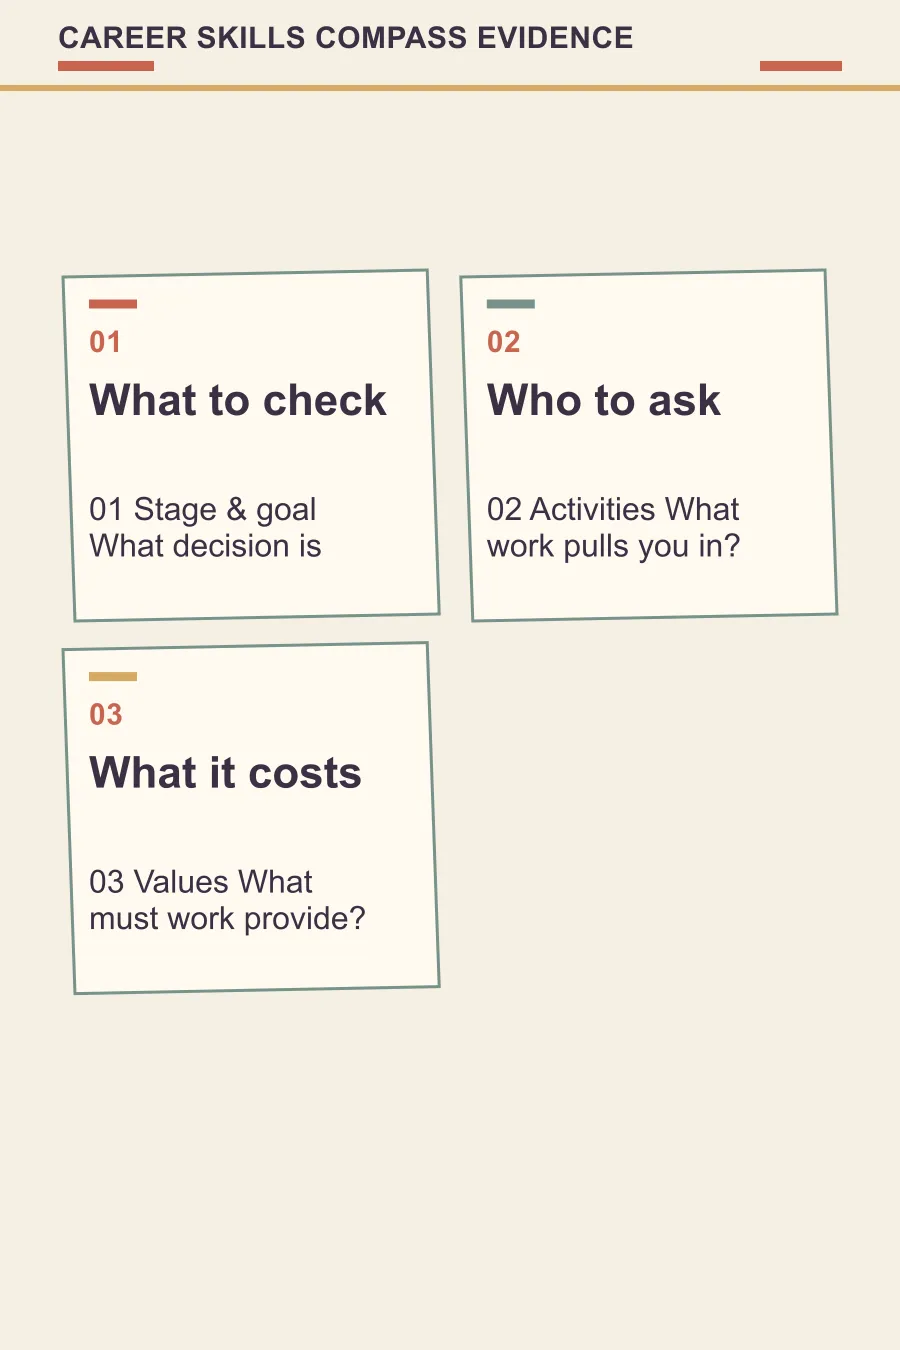 CAREER SKILLS COMPASS EVIDENCE
01
What to check
01 Stage & goal
What decision is
02
Who to ask
02 Activities What
work pulls you in?
03
What it costs
03 Values What
must work provide?